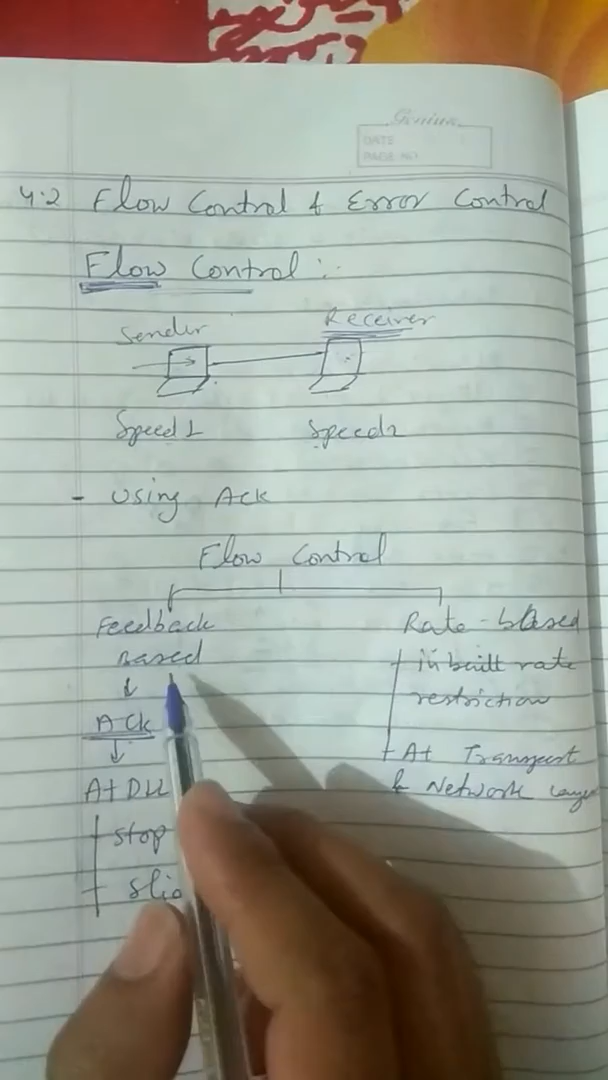 Genius
DATE
PAGE NO
4.2 Flow Control & Error Control
Flow Control :-
Sender Receiver
Speed 1 Speed 2
- Using Ack
Flow Control
Feedback Based
Rate-based
↓
inbuilt rate restriction
Ack
↓
At Transport & Network layer
At DLL
stop